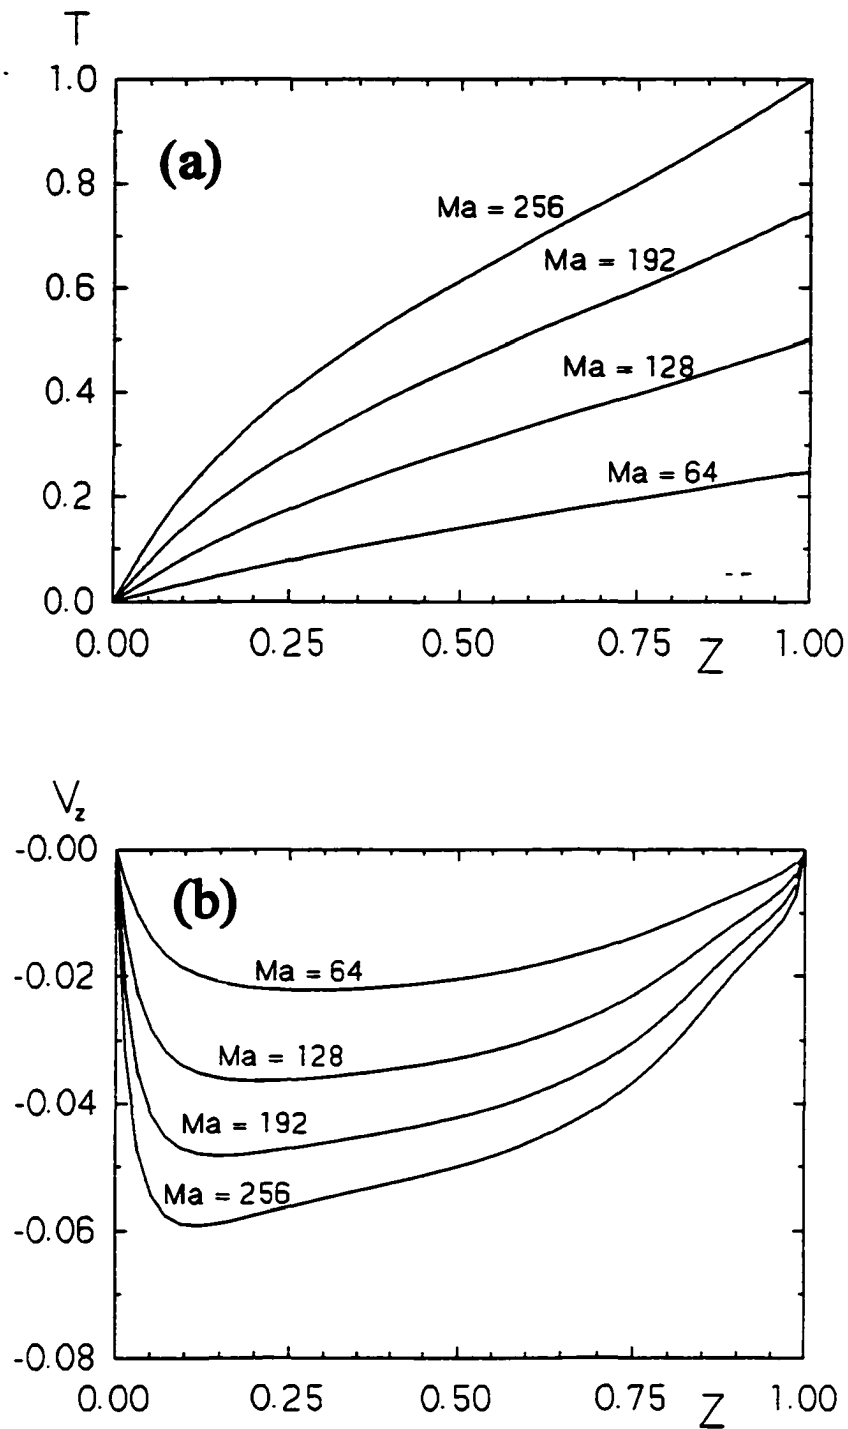 T
1.0
(a)
0.8
Ma = 256
Ma = 192
0.6
Ma = 128
0.4
Ma = 64
0.2
0.0
0.00 0.25 0.50 0.75 Z 1.00
Vz
-0.00
(b)
Ma = 64
-0.02
Ma = 128
-0.04
Ma = 192
Ma = 256
-0.06
-0.08
0.00 0.25 0.50 0.75 Z 1.00